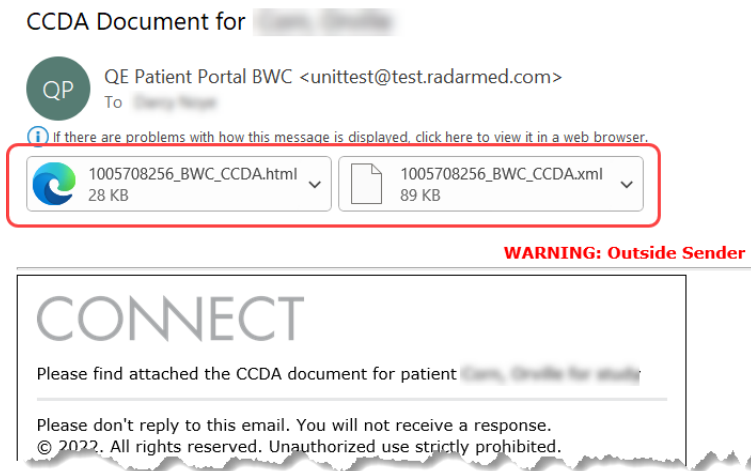 CCDA Document for
QP
QE Patient Portal BWC <unittest@test.radarmed.com>
To
i If there are problems with how this message is displayed, click here to view it in a web browser.
1005708256_BWC_CCDA.html
28 KB
1005708256_BWC_CCDA.xml
89 KB
WARNING: Outside Sender
CONNECT
Please find attached the CCDA document for patient
Please don't reply to this email. You will not receive a response.
© 2022. All rights reserved. Unauthorized use strictly prohibited.